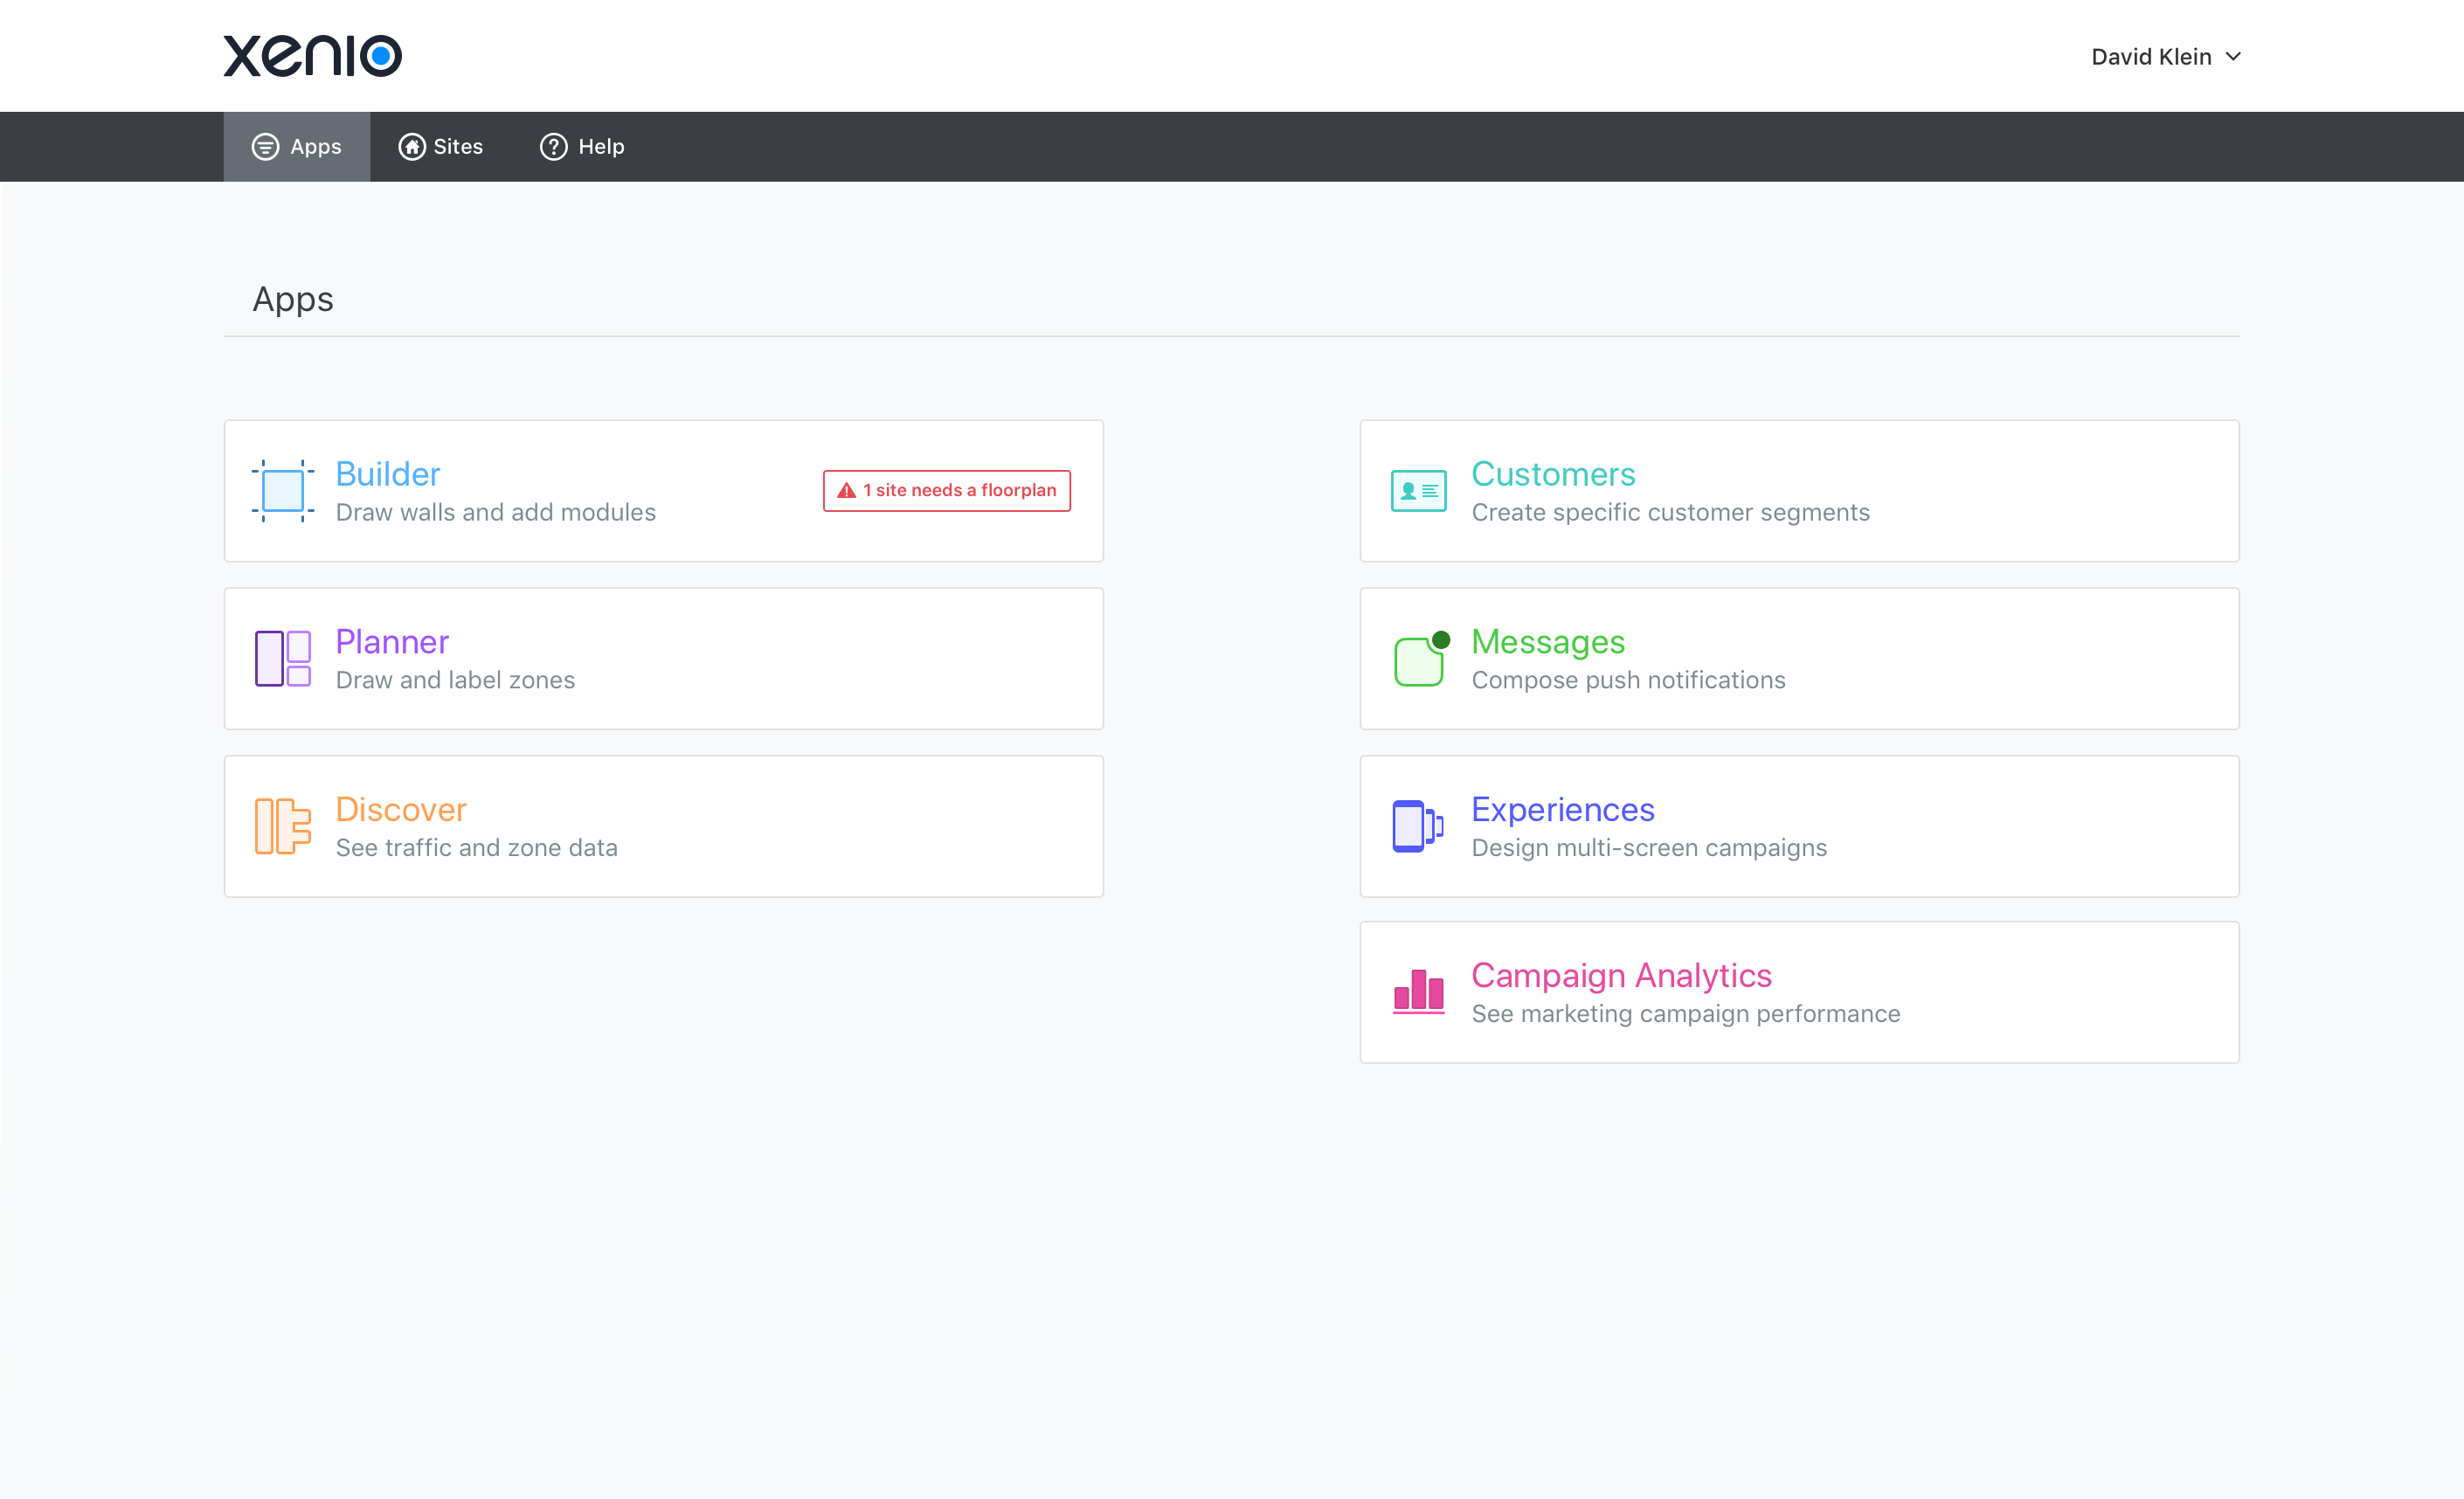 xenio
David Klein
Apps
Sites
Help
Apps
Builder
Draw walls and add modules
1 site needs a floorplan
Planner
Draw and label zones
Discover
See traffic and zone data
Customers
Create specific customer segments
Messages
Compose push notifications
Experiences
Design multi-screen campaigns
Campaign Analytics
See marketing campaign performance